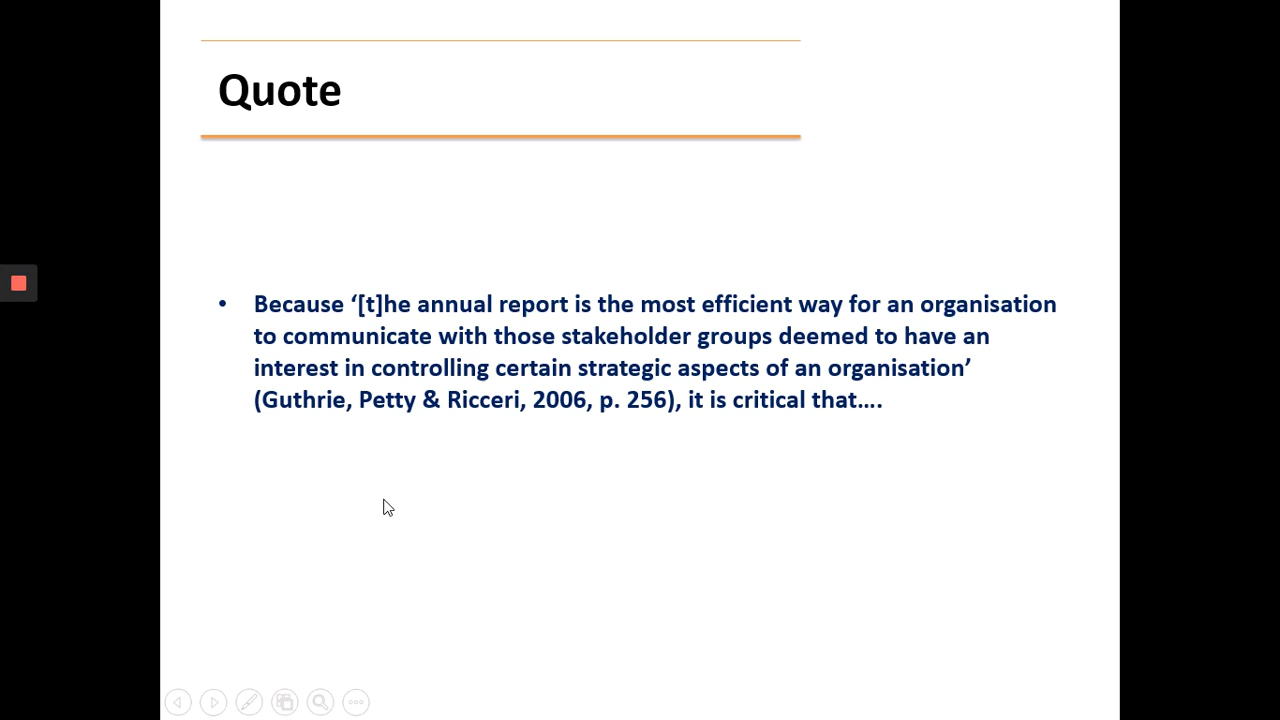 Quote
• Because ‘[t]he annual report is the most efficient way for an organisation
to communicate with those stakeholder groups deemed to have an
interest in controlling certain strategic aspects of an organisation’
(Guthrie, Petty & Ricceri, 2006, p. 256), it is critical that….